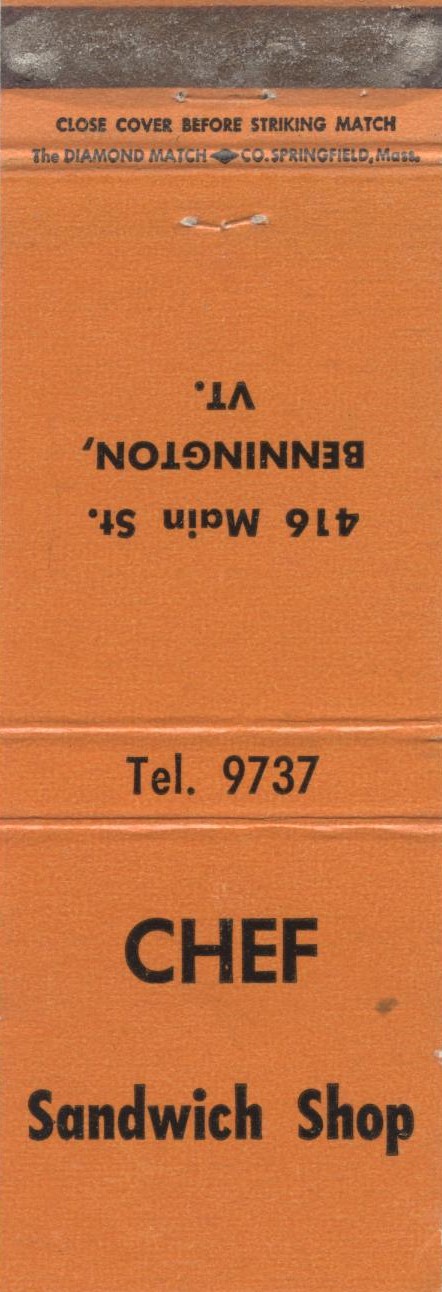 CLOSE COVER BEFORE STRIKING MATCH
The DIAMOND MATCH CO. SPRINGFIELD, Mass.
416 Main St.
BENNINGTON,
VT.
Tel. 9737
CHEF
Sandwich Shop